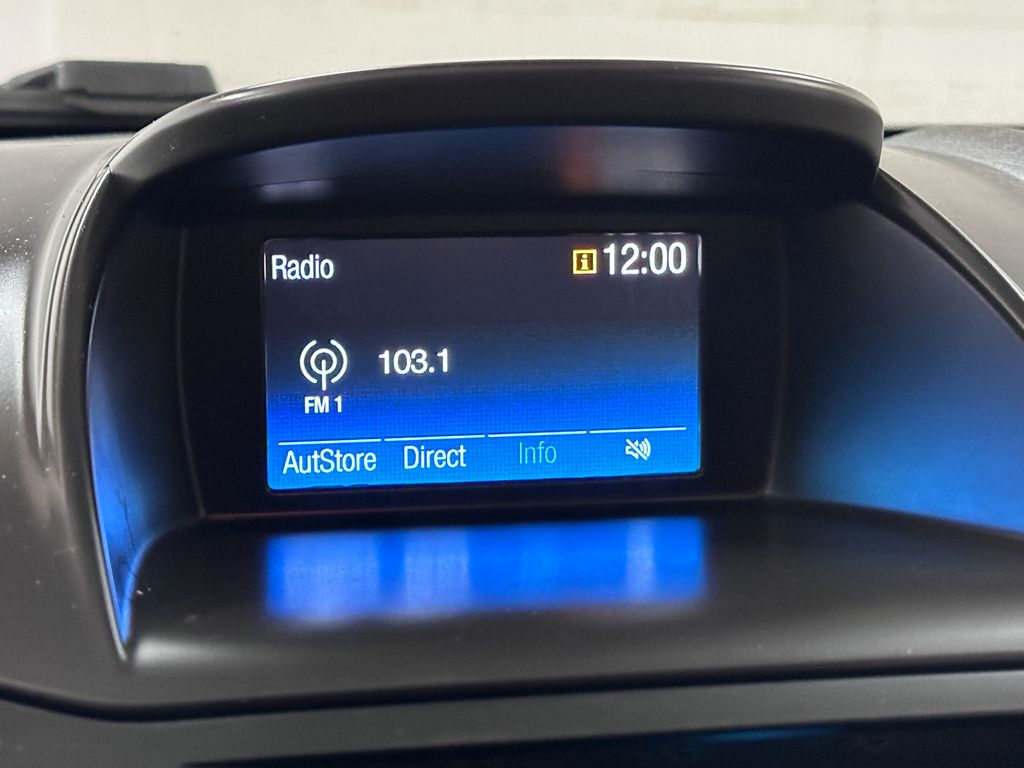 Radio
i 12:00
103.1
FM 1
AutStore Direct Info